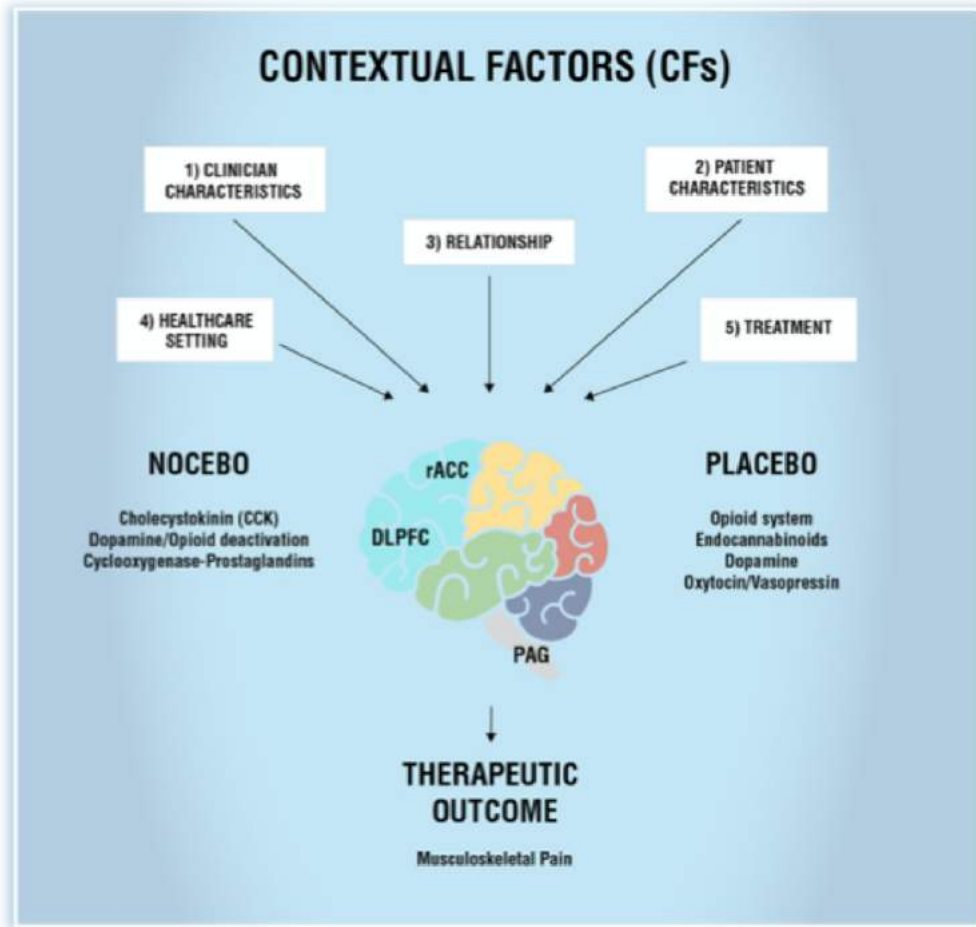 CONTEXTUAL FACTORS (CFs)
1) CLINICIAN
CHARACTERISTICS
2) PATIENT
CHARACTERISTICS
3) RELATIONSHIP
4) HEALTHCARE
SETTING
5) TREATMENT
NOCEBO
Cholecystokinin (CCK)
Dopamine/Opioid deactivation
Cyclooxygenase-Prostaglandins
rACC
DLPFC
PAG
PLACEBO
Opioid system
Endocannabinoids
Dopamine
Oxytocin/Vasopressin
THERAPEUTIC
OUTCOME
Musculoskeletal Pain